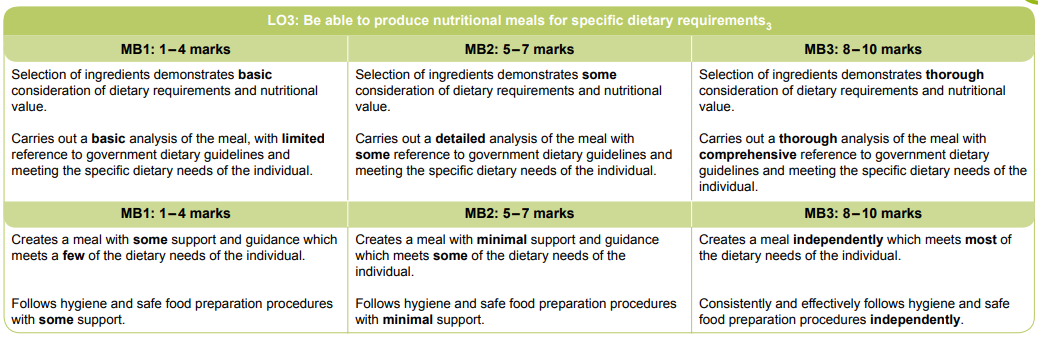 LO3: Be able to produce nutritional meals for specific dietary requirements3
MB1: 1–4 marks
MB2: 5–7 marks
MB3: 8–10 marks
Selection of ingredients demonstrates basic
consideration of dietary requirements and nutritional
value.
Carries out a basic analysis of the meal, with limited
reference to government dietary guidelines and
meeting the specific dietary needs of the individual.
Selection of ingredients demonstrates some
consideration of dietary requirements and nutritional
value.
Carries out a detailed analysis of the meal with
some reference to government dietary guidelines and
meeting the specific dietary needs of the individual.
Selection of ingredients demonstrates thorough
consideration of dietary requirements and nutritional
value.
Carries out a thorough analysis of the meal with
comprehensive reference to government dietary
guidelines and meeting the specific dietary needs of the
individual.
MB1: 1–4 marks
MB2: 5–7 marks
MB3: 8–10 marks
Creates a meal with some support and guidance which
meets a few of the dietary needs of the individual.
Follows hygiene and safe food preparation procedures
with some support.
Creates a meal with minimal support and guidance
which meets some of the dietary needs of the
individual.
Follows hygiene and safe food preparation procedures
with minimal support.
Creates a meal independently which meets most of
the dietary needs of the individual.
Consistently and effectively follows hygiene and safe
food preparation procedures independently.